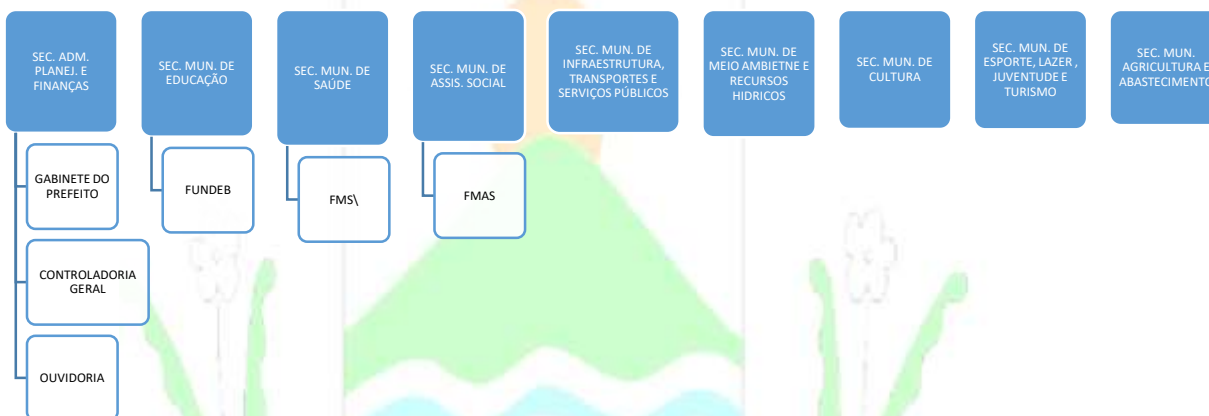 SEC. ADM.
PLANEJ. E
FINANÇAS
SEC. MUN. DE
EDUCAÇÃO
SEC. MUN. DE
SAÚDE
SEC. MUN. DE
ASSIS. SOCIAL
SEC. MUN. DE
INFRAESTRUTURA,
TRANSPORTES E
SERVIÇOS PÚBLICOS
SEC. MUN. DE
MEIO AMBIETNE E
RECURSOS
HIDRICOS
SEC. MUN. DE
CULTURA
SEC. MUN. DE
ESPORTE, LAZER ,
JUVENTUDE E
TURISMO
SEC. MUN.
AGRICULTURA E
ABASTECIMENTO
GABINETE DO
PREFEITO
FUNDEB
FMS\
FMAS
CONTROLADORIA
GERAL
OUVIDORIA